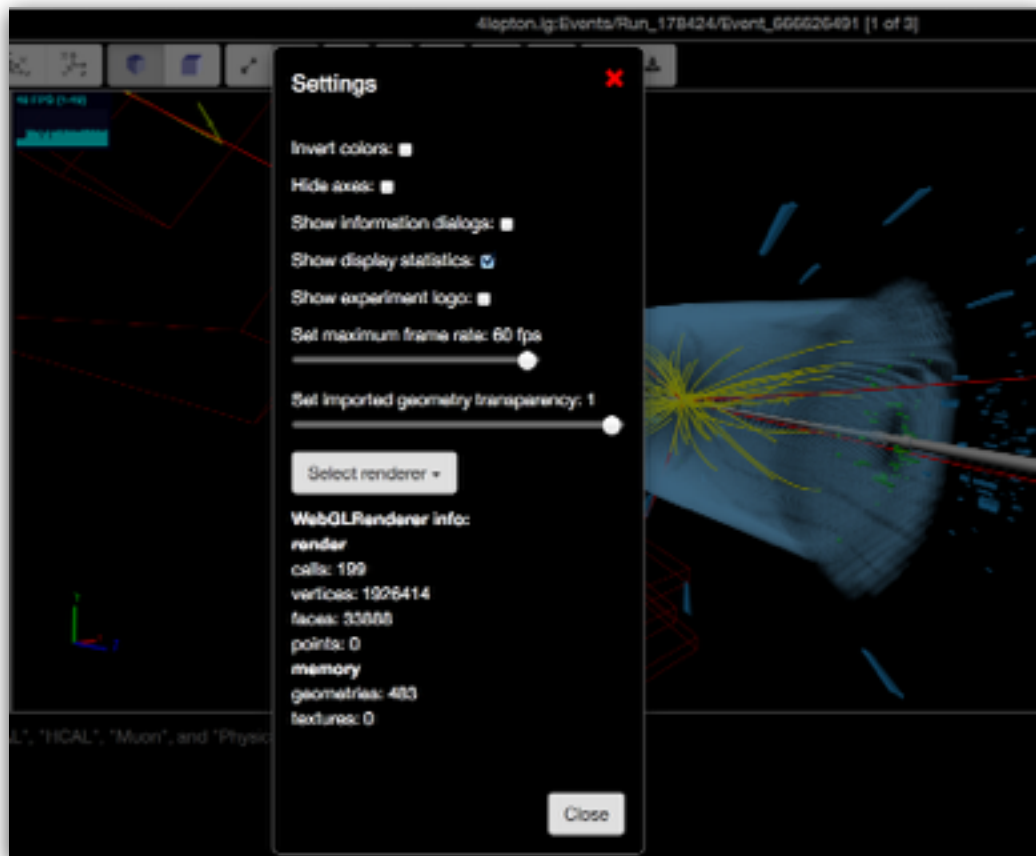 4lepton.ig:Events/Run_178424/Event_666626491 [1 of 3]
Settings
Invert colors:
Hide axes:
Show information dialogs:
Show display statistics:
Show experiment logo:
Set maximum frame rate: 60 fps
Set imported geometry transparency: 1
Select renderer
WebGLRenderer info:
render
calls: 199
vertices: 1926414
faces: 33888
points: 0
memory
geometries: 483
textures: 0
"HCAL", "Muon", and "Physic
Close